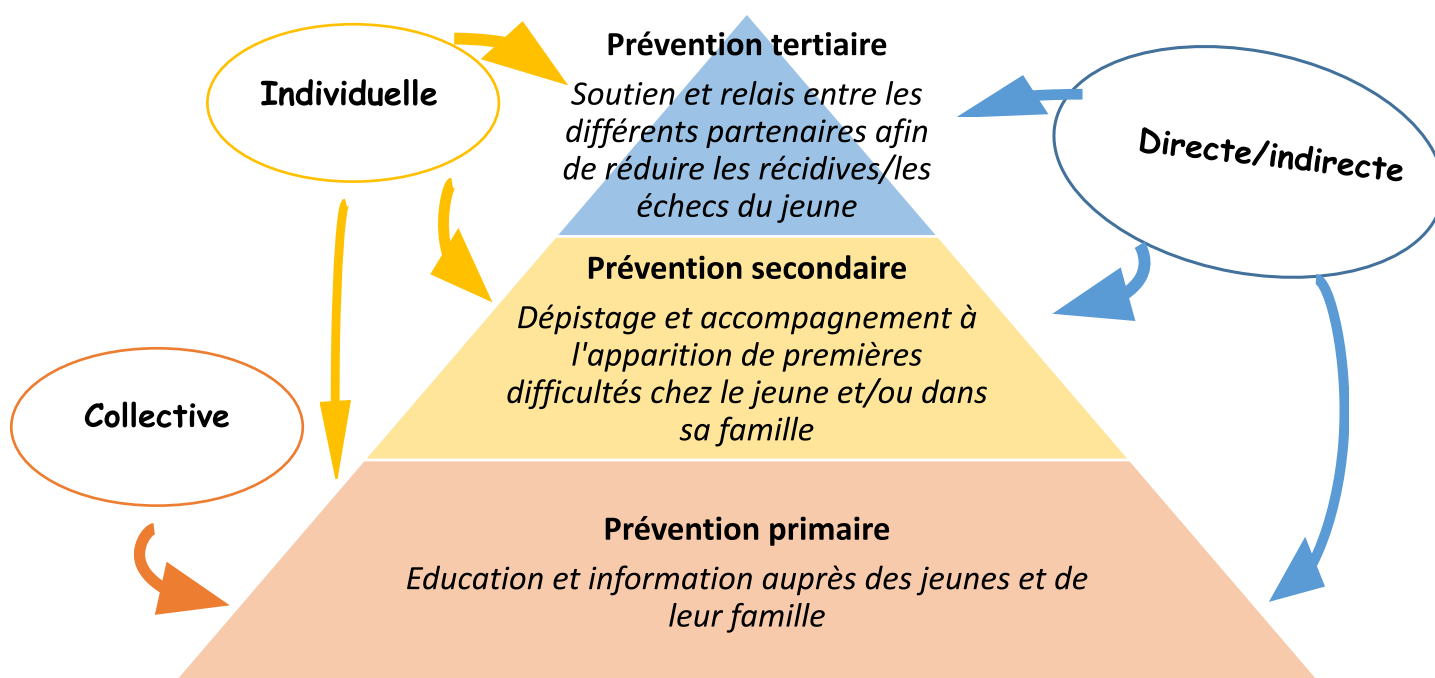 Prévention tertiaire
Soutien et relais entre les
différents partenaires afin
de réduire les récidives/les
échecs du jeune
Individuelle
Directe/indirecte
Prévention secondaire
Dépistage et accompagnement à
l'apparition de premières
difficultés chez le jeune et/ou dans
sa famille
Collective
Prévention primaire
Education et information auprès des jeunes et de
leur famille